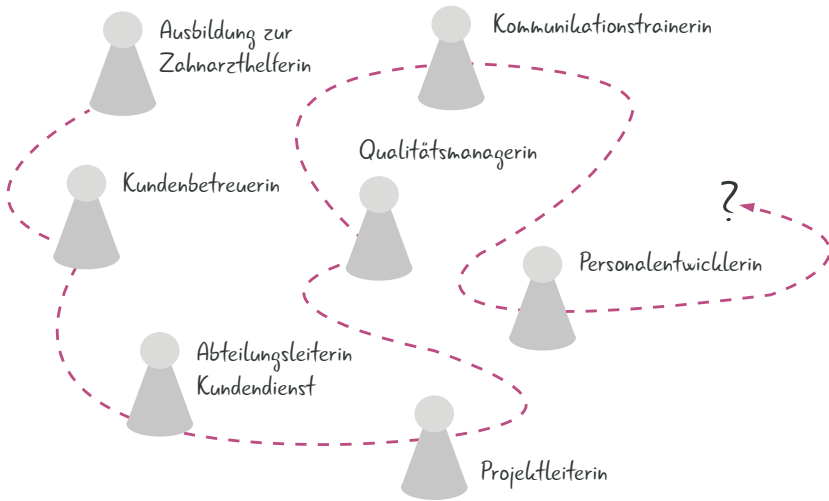 Ausbildung zur
Zahnarzthelferin
Kommunikationstrainerin
Qualitätsmanagerin
Kundenbetreuerin
?
Personalentwicklerin
Abteilungsleiterin
Kundendienst
Projektleiterin